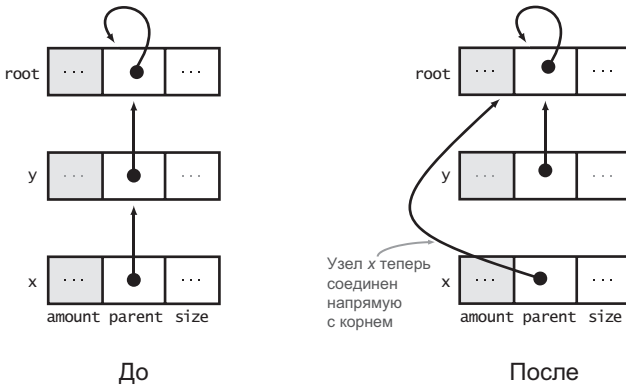 root
... ...
y
... ...
x
... ...
amount parent size
До
root
... ...
y
... ...
Узел x теперь
соединен
напрямую
с корнем
x
... ...
amount parent size
После